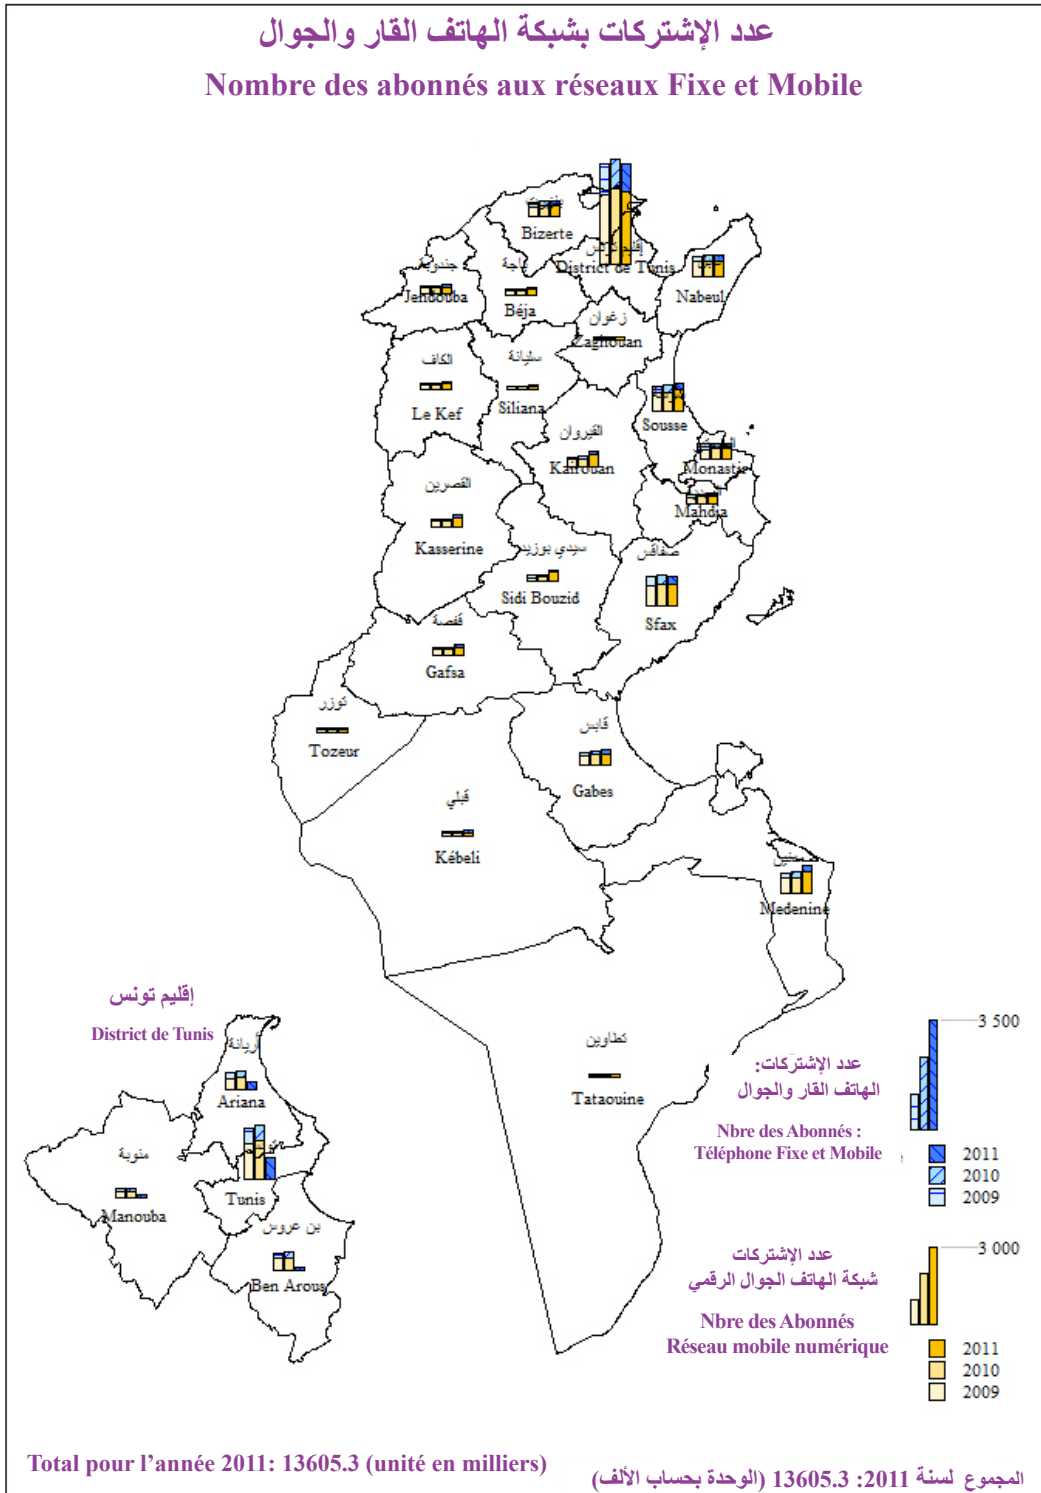 عدد الإشتركات بشبكة الهاتف القار والجوال
Nombre des abonnés aux réseaux Fixe et Mobile
Bizerte
إقليم تونس
District de Tunis
Nabeul
جندوبة
Jendouba
باجة
Béja
زغوان
Zaghouan
الكاف
Le Kef
سليانة
Siliana
Sousse
القيروان
Kairouan
Monastir
Mahdia
القصرين
Kasserine
سيدي بوزيد
Sidi Bouzid
صفاقس
Sfax
قفصة
Gafsa
توزر
Tozeur
قابس
Gabes
قبلي
Kébeli
Medenine
تطاوين
Tataouine
إقليم تونس
District de Tunis
أريانة
Ariana
منوبة
Manouba
Tunis
بن عروس
Ben Arous
3 500
عدد الإشتركات:
الهاتف القار والجوال
Nbre des Abonnés :
Téléphone Fixe et Mobile
2011
2010
2009
3 000
عدد الإشتركات
شبكة الهاتف الجوال الرقمي
Nbre des Abonnés
Réseau mobile numérique
2011
2010
2009
Total pour l’année 2011: 13605.3 (unité en milliers)
المجموع لسنة 2011: 13605.3 (الوحدة بحساب الألف)